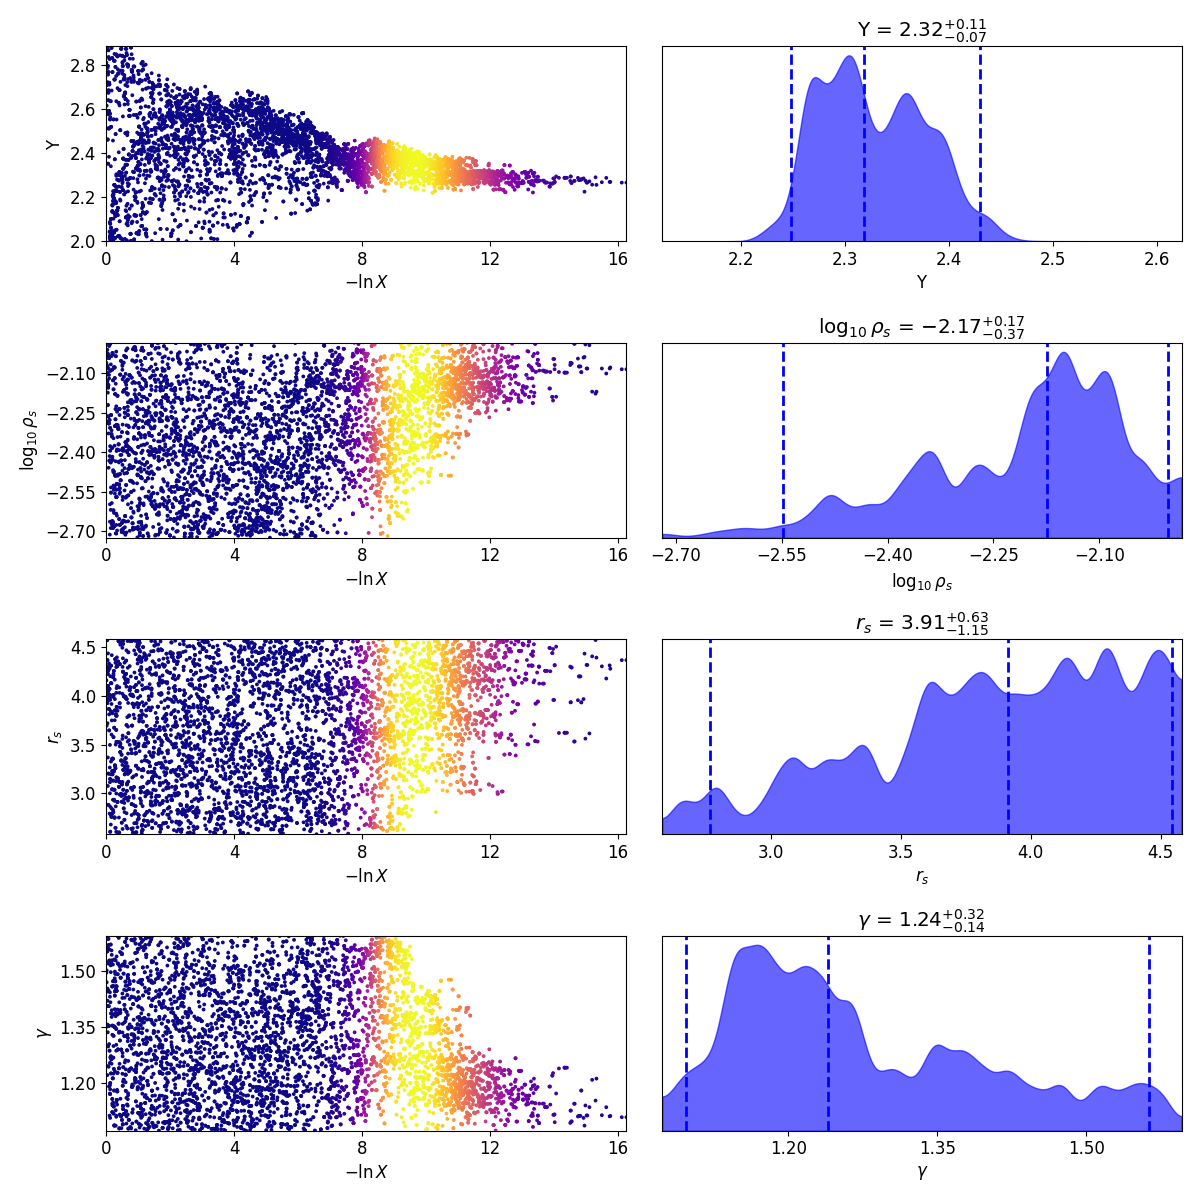 Y = 2.32+0.11−0.07
2.8
2.6
2.4
2.2
2.0
Y
0 4 8 12 16
−ln X
2.2 2.3 2.4 2.5 2.6
Y
log10 ρs = −2.17+0.17−0.37
−2.10
−2.25
−2.40
−2.55
−2.70
log10 ρs
0 4 8 12 16
−ln X
−2.70 −2.55 −2.40 −2.25 −2.10
log10 ρs
rs = 3.91+0.63−1.15
4.5
4.0
3.5
3.0
rs
0 4 8 12 16
−ln X
3.0 3.5 4.0 4.5
rs
γ = 1.24+0.32−0.14
1.50
1.35
1.20
γ
0 4 8 12 16
−ln X
1.20 1.35 1.50
γ